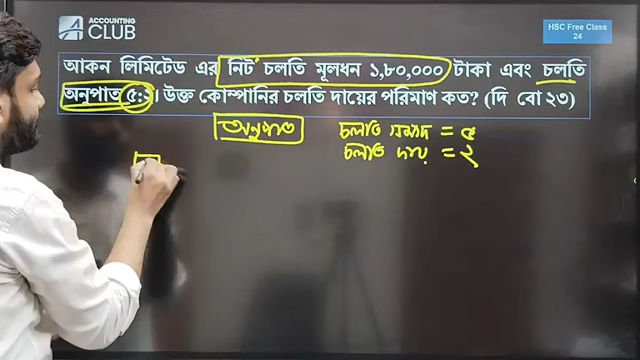 ACCOUNTING
CLUB
HSC Free Class
24
আকন লিমিটেড এর নিট চলতি মূলধন ১,৮০,০০০ টাকা এবং চলতি
অনুপাত ৫:২। উক্ত কোম্পানির চলতি দায়ের পরিমাণ কত? (দি বো ২৩)
অনুপাত
চলতি সম্পদ = ৫
চলতি দায় = ২